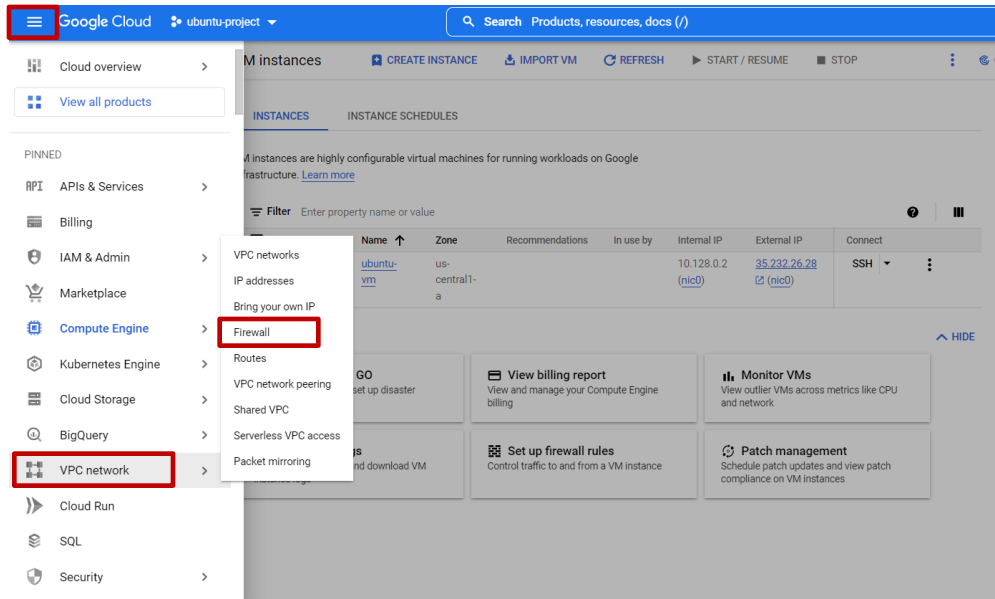 Google Cloud
ubuntu-project
Search Products, resources, docs (/)
Cloud overview
View all products
PINNED
API APIs & Services
Billing
IAM & Admin
Marketplace
Compute Engine
Kubernetes Engine
Cloud Storage
BigQuery
VPC network
Cloud Run
SQL
Security
VPC networks
IP addresses
Bring your own IP
Firewall
Routes
VPC network peering
Shared VPC
Serverless VPC access
Packet mirroring
M instances
CREATE INSTANCE
IMPORT VM
REFRESH
START / RESUME
STOP
INSTANCES
INSTANCE SCHEDULES
M instances are highly configurable virtual machines for running workloads on Google
frastructure. Learn more
Filter Enter property name or value
Name
Zone
Recommendations
In use by
Internal IP
External IP
Connect
ubuntu-
vm
us-
central1-
a
10.128.0.2
(nic0)
35.232.26.28
(nic0)
SSH
HIDE
GO
set up disaster
View billing report
View and manage your Compute Engine
billing
Monitor VMs
View outlier VMs across metrics like CPU
and network
gs
nd download VM
Set up firewall rules
Control traffic to and from a VM instance
Patch management
Schedule patch updates and view patch
compliance on VM instances